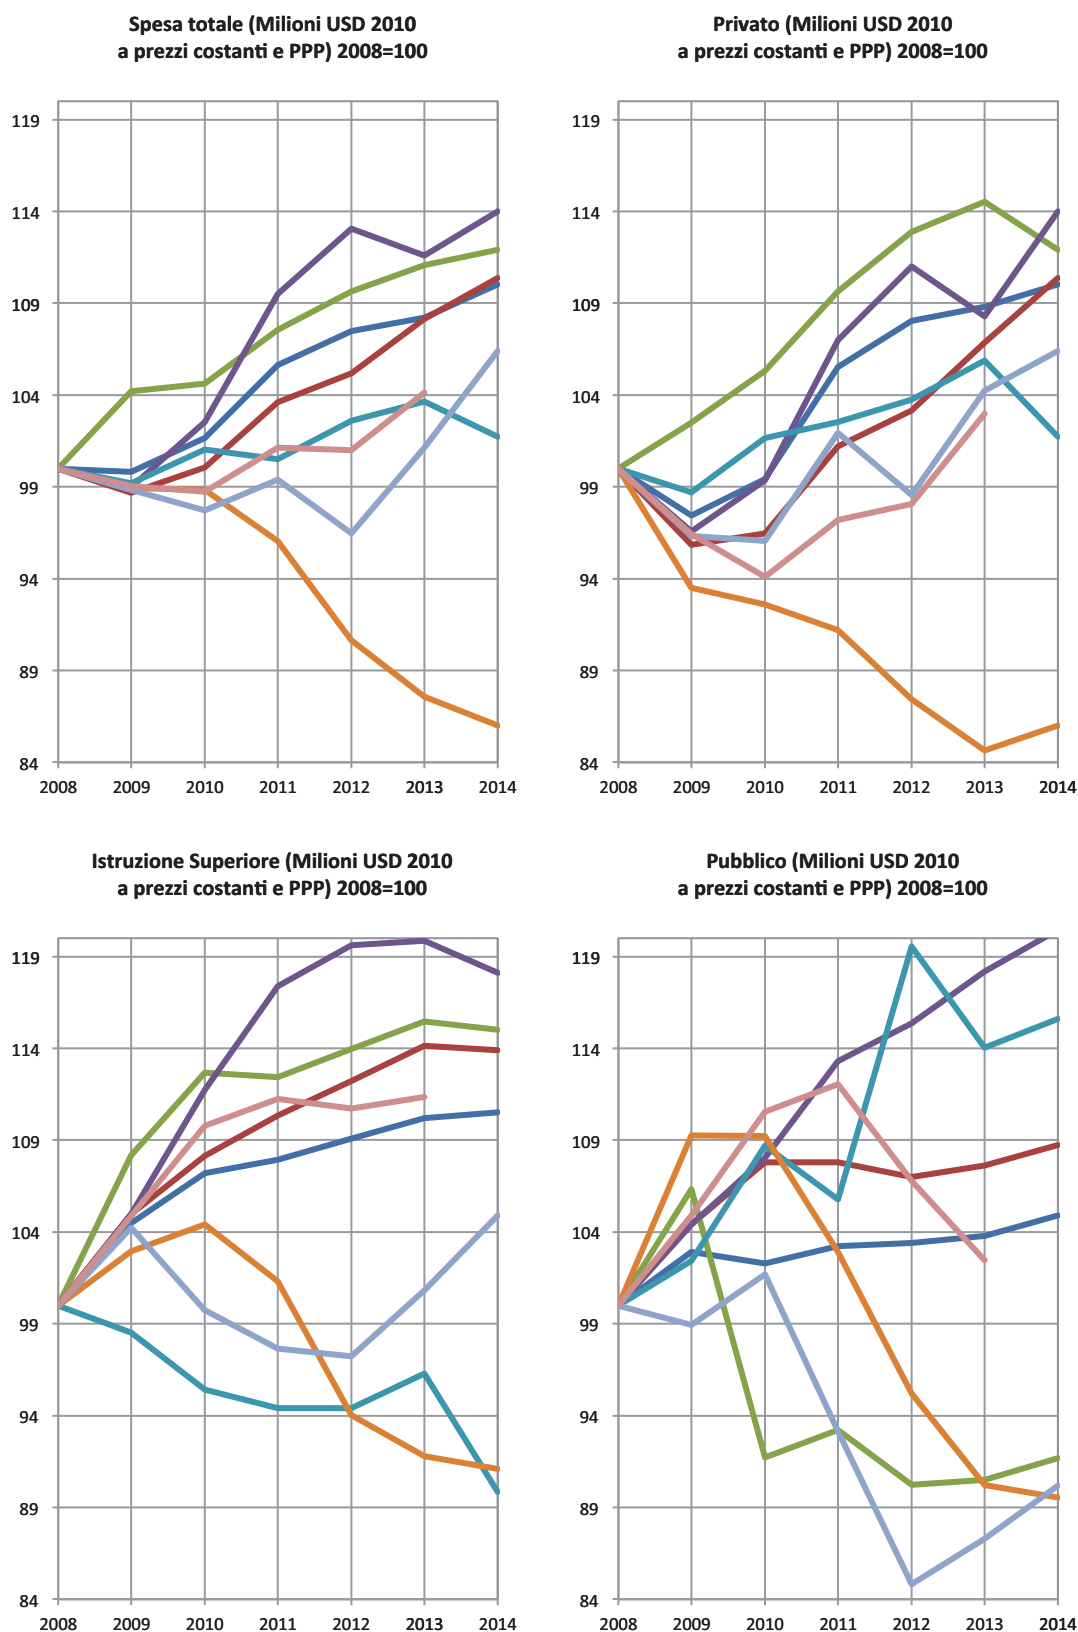 Spesa totale (Milioni USD 2010
a prezzi costanti e PPP) 2008=100
119
114
109
104
99
94
89
84
2008 2009 2010 2011 2012 2013 2014
Privato (Milioni USD 2010
a prezzi costanti e PPP) 2008=100
119
114
109
104
99
94
89
84
2008 2009 2010 2011 2012 2013 2014
Istruzione Superiore (Milioni USD 2010
a prezzi costanti e PPP) 2008=100
119
114
109
104
99
94
89
84
2008 2009 2010 2011 2012 2013 2014
Pubblico (Milioni USD 2010
a prezzi costanti e PPP) 2008=100
119
114
109
104
99
94
89
84
2008 2009 2010 2011 2012 2013 2014